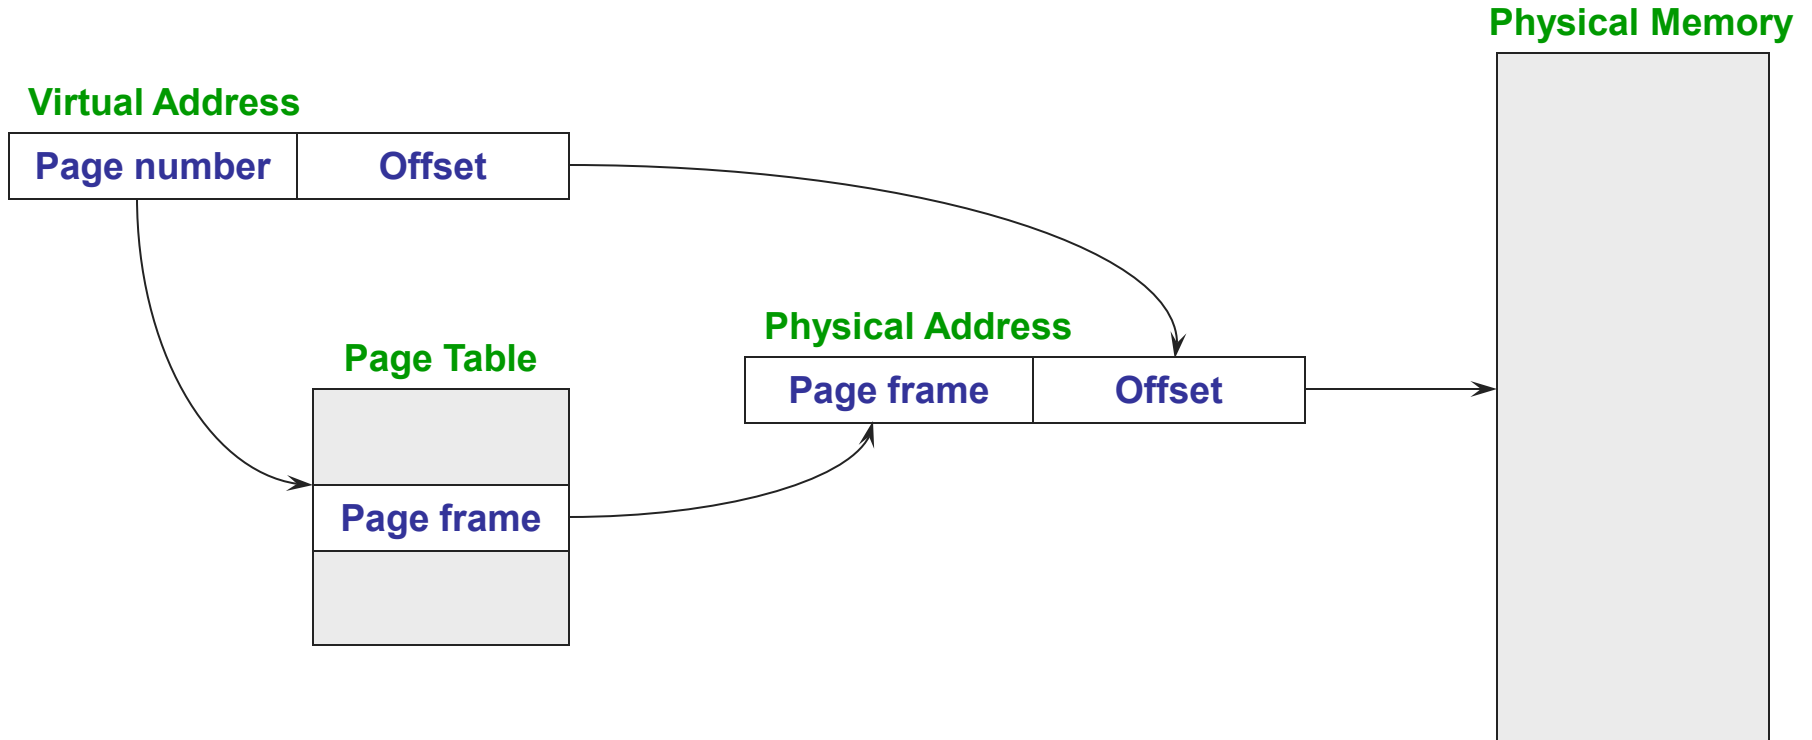 Physical Memory
Virtual Address
Page number
Offset
Physical Address
Page Table
Page frame
Offset
Page frame